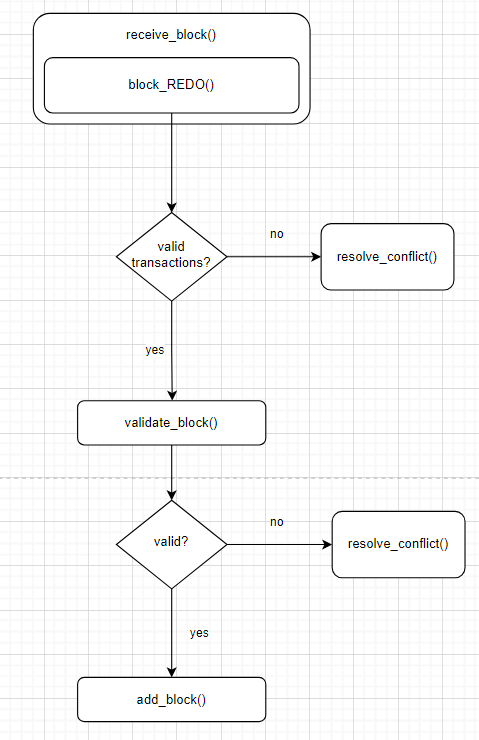 receive_block()
block_REDO()
valid
transactions?
no
resolve_conflict()
yes
validate_block()
valid?
no
resolve_conflict()
yes
add_block()